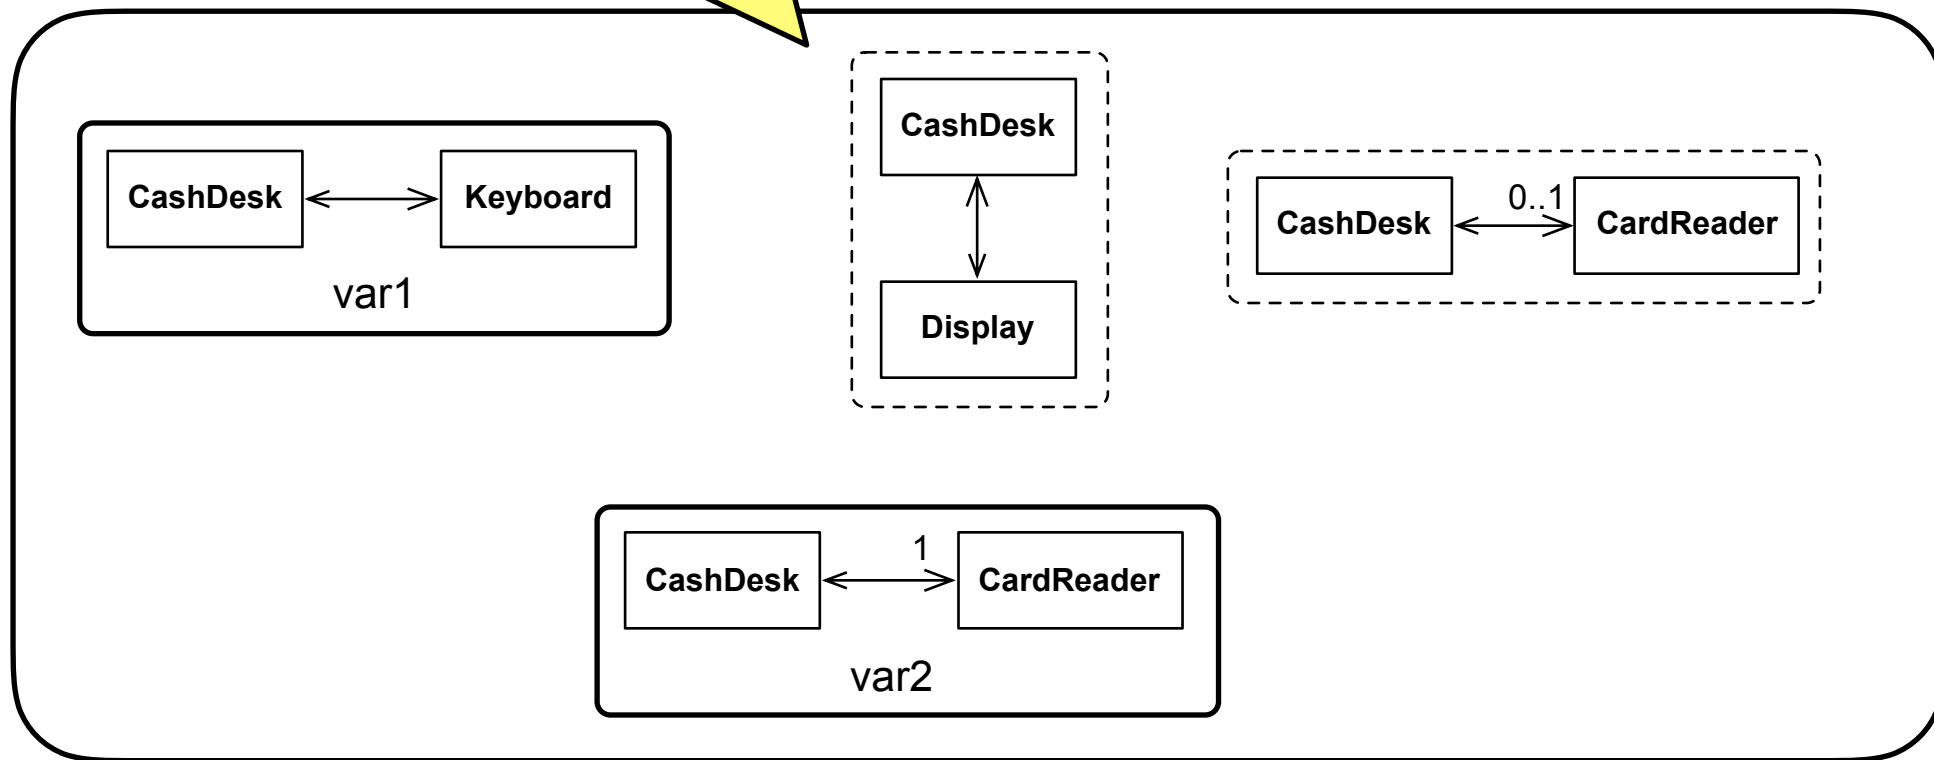 CashDesk
Keyboard
var1
CashDesk
Display
CashDesk
0..1
CardReader
CashDesk
1
CardReader
var2